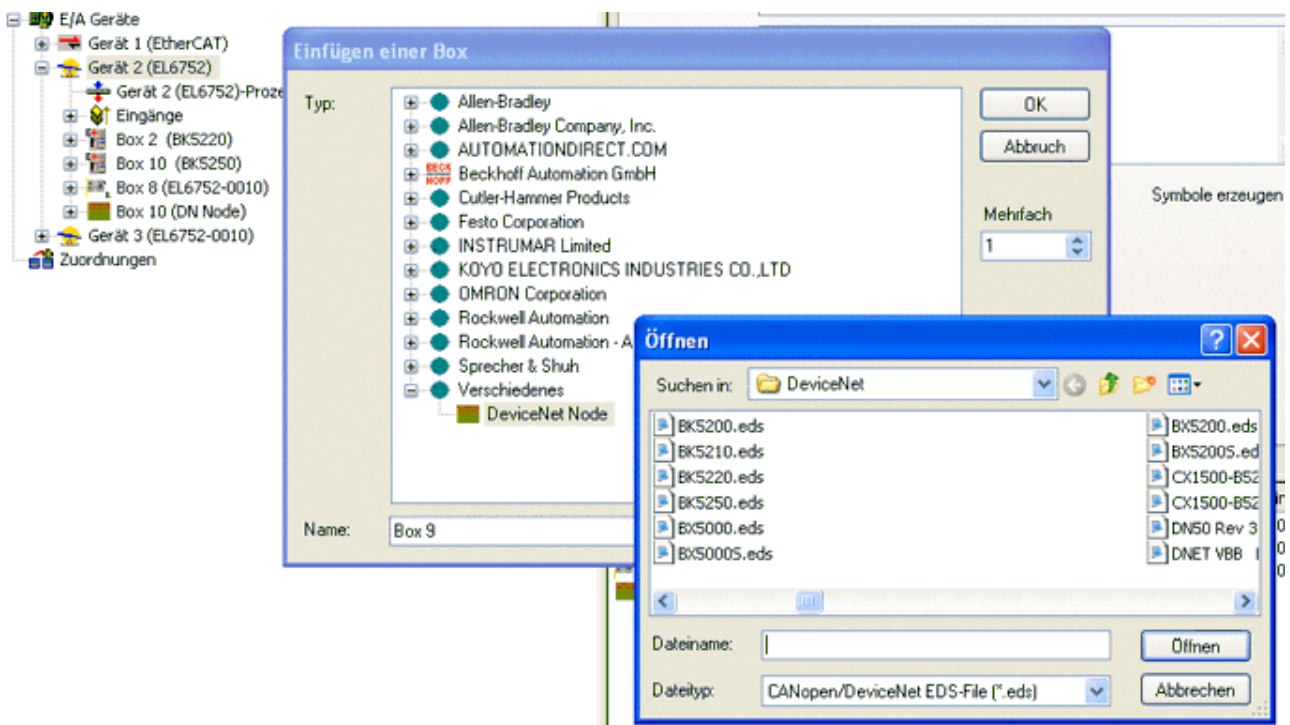 E/A Geräte
Gerät 1 (EtherCAT)
Gerät 2 (EL6752)
Gerät 2 (EL6752)-Proze
Eingänge
Box 2 (BK5220)
Box 10 (BK5250)
Box 8 (EL6752-0010)
Box 10 (DN Node)
Gerät 3 (EL6752-0010)
Zuordnungen
Einfügen einer Box
Typ:
Allen-Bradley
Allen-Bradley Company, Inc.
AUTOMATIONDIRECT.COM
BECKHOFF Beckhoff Automation GmbH
Cutler-Hammer Products
Festo Corporation
INSTRUMAR Limited
KOYO ELECTRONICS INDUSTRIES CO.,LTD
OMRON Corporation
Rockwell Automation
Rockwell Automation - A
Sprecher & Shuh
Verschiedenes
DeviceNet Node
OK
Abbruch
Mehrfach
1
Name:
Box 9
Symbole erzeugen
Öffnen
Suchen in:
DeviceNet
BK5200.eds
BK5210.eds
BK5220.eds
BK5250.eds
BX5000.eds
BX5000S.eds
BX5200.eds
BX5200S.ed
CX1500-B52
CX1500-B52
DN50 Rev 3
DNET VBB
Dateiname:
Öffnen
Dateityp:
CANopen/DeviceNet EDS-File (*.eds)
Abbrechen